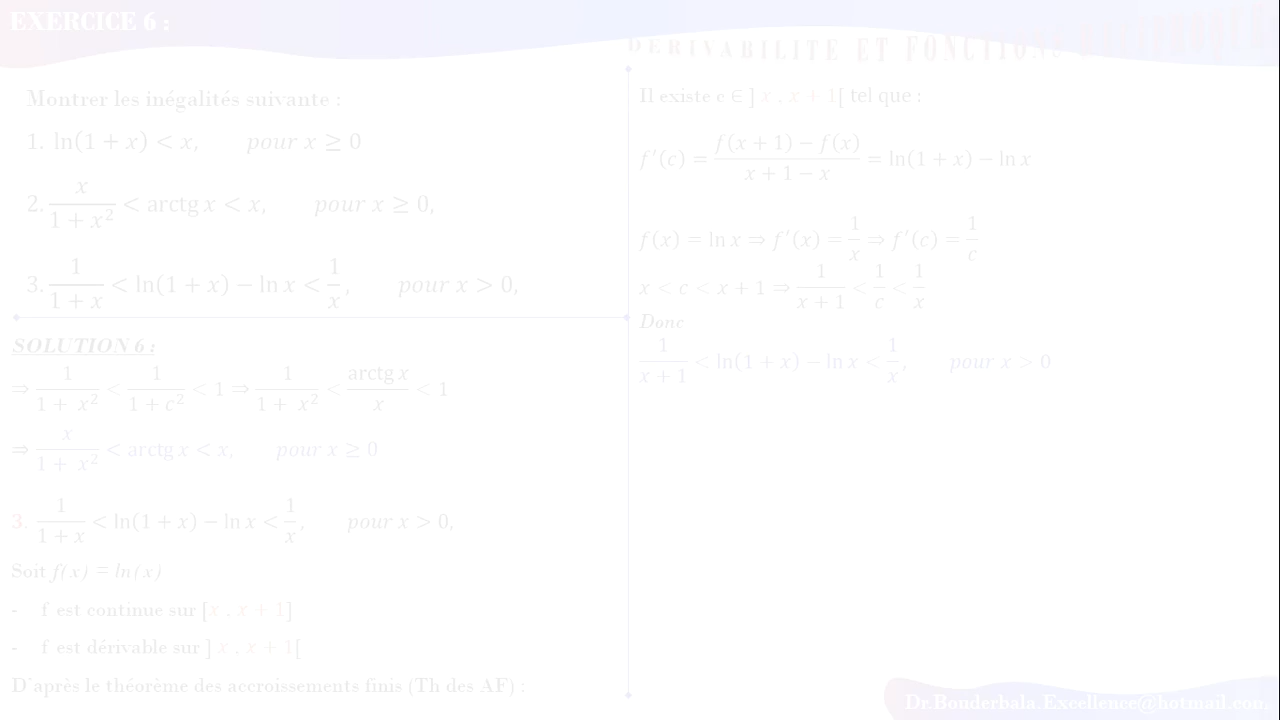 EXERCICE 6 :
DÉRIVABILITÉ ET FONCTIONS
Montrer les inégalités suivante :
1. ln(1 + x) < x, pour x ≥ 0
2. x/(1 + x²) < arctg x < x, pour x ≥ 0,
3. 1/(1 + x) < ln(1 + x) − ln x < 1/x, pour x > 0,
SOLUTION 6 :
⇒ 1/(1 + x²) < 1/(1 + c²) < 1 ⇒ 1/(1 + x²) < arctg x/x < 1
⇒ x/(1 + x²) < arctg x < x, pour x ≥ 0
3. 1/(1 + x) < ln(1 + x) − ln x < 1/x, pour x > 0,
Soit f(x) = ln(x)
- f est continue sur [x . x + 1]
- f est dérivable sur ] x . x + 1[
D`après le théorème des accroissements finis (Th des AF) :
Il existe c ∈ ] x . x + 1[ tel que :
f′(c) = (f(x + 1) − f(x))/(x + 1 − x) = ln(1 + x) − ln x
f(x) = ln x ⇒ f′(x) = 1/x ⇒ f′(c) = 1/c
x < c < x + 1 ⇒ 1/(x + 1) < 1/c < 1/x
Donc
1/(x + 1) < ln(1 + x) − ln x < 1/x, pour x > 0
Dr.Bouderbala.Excellence@hotmail.com